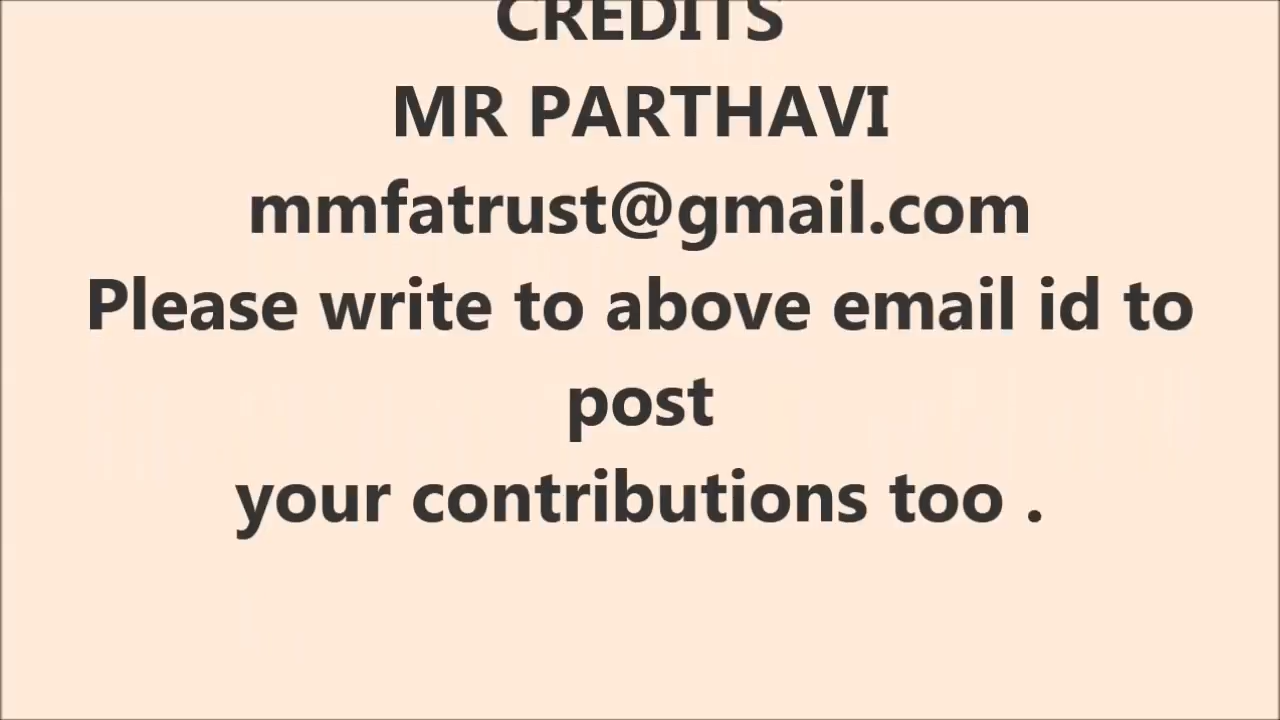 CREDITS
MR PARTHAVI
mmfatrust@gmail.com
Please write to above email id to
post
your contributions too .